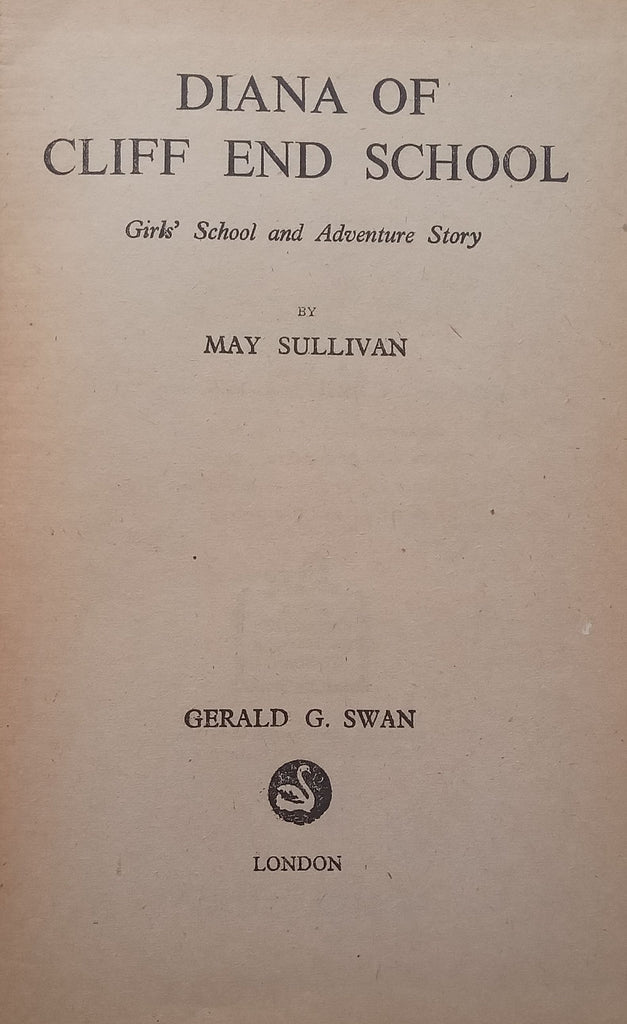 DIANA OF
CLIFF END SCHOOL
Girls' School and Adventure Story
BY
MAY SULLIVAN
GERALD G. SWAN
LONDON